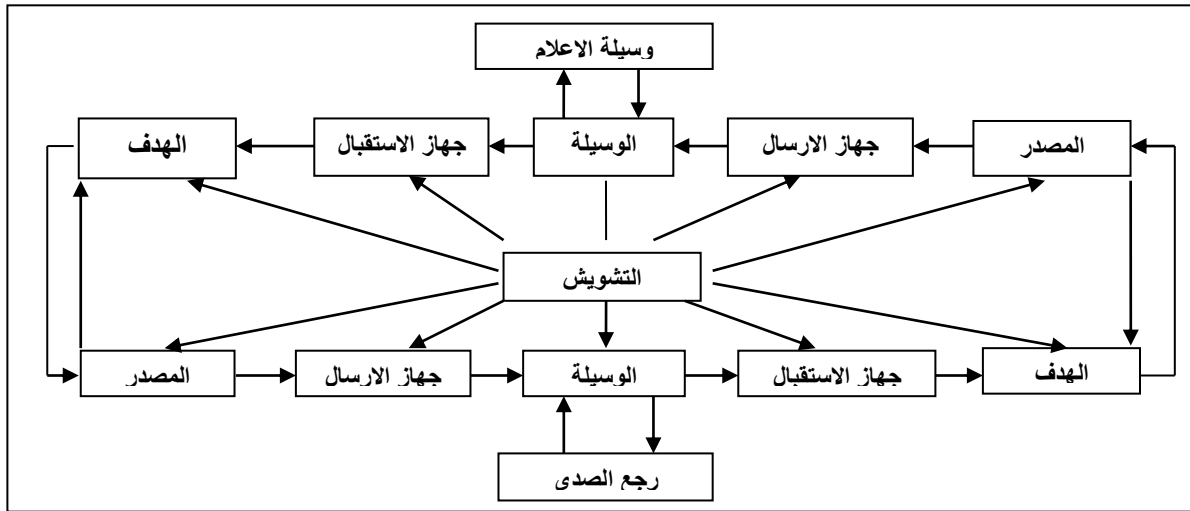 وسيلة الاعلام
المصدر
جهاز الارسال
الوسيلة
جهاز الاستقبال
الهدف
التشويش
الهدف
جهاز الاستقبال
الوسيلة
جهاز الارسال
المصدر
رجع الصدى